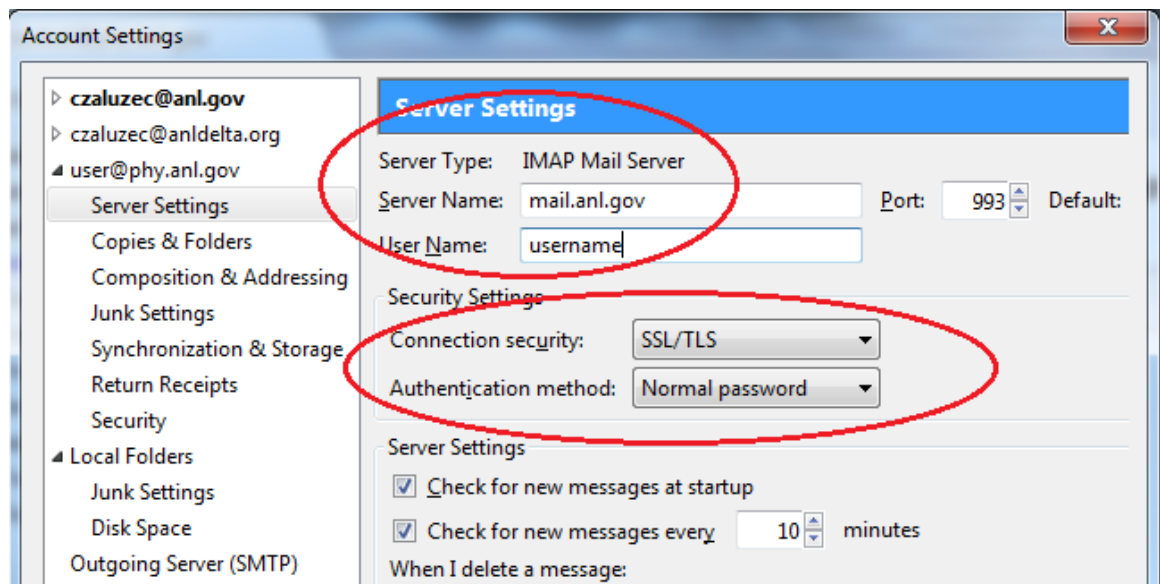 Account Settings
czaluzec@anl.gov
czaluzec@anldelta.org
user@phy.anl.gov
Server Settings
Copies & Folders
Composition & Addressing
Junk Settings
Synchronization & Storage
Return Receipts
Security
Local Folders
Junk Settings
Disk Space
Outgoing Server (SMTP)
Server Settings
Server Type: IMAP Mail Server
Server Name: mail.anl.gov Port: 993 Default:
User Name: username
Security Settings
Connection security: SSL/TLS
Authentication method: Normal password
Server Settings
Check for new messages at startup
Check for new messages every 10 minutes
When I delete a message: